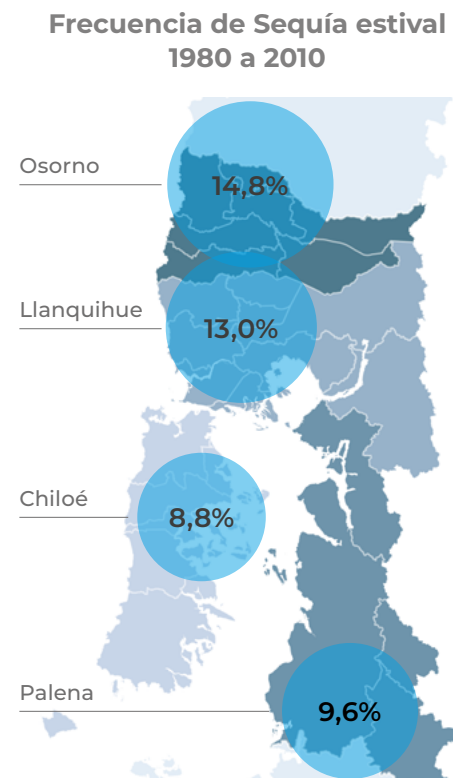 Frecuencia de Sequía estival
1980 a 2010
Osorno
14,8%
Llanquihue
13,0%
Chiloé
8,8%
Palena
9,6%